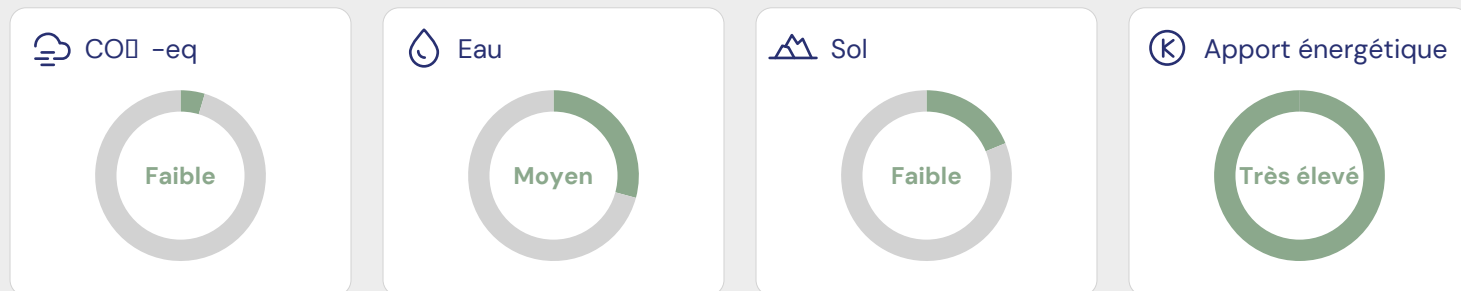 CO▯ -eq
Faible
Eau
Moyen
Sol
Faible
Apport énergétique
Très élevé